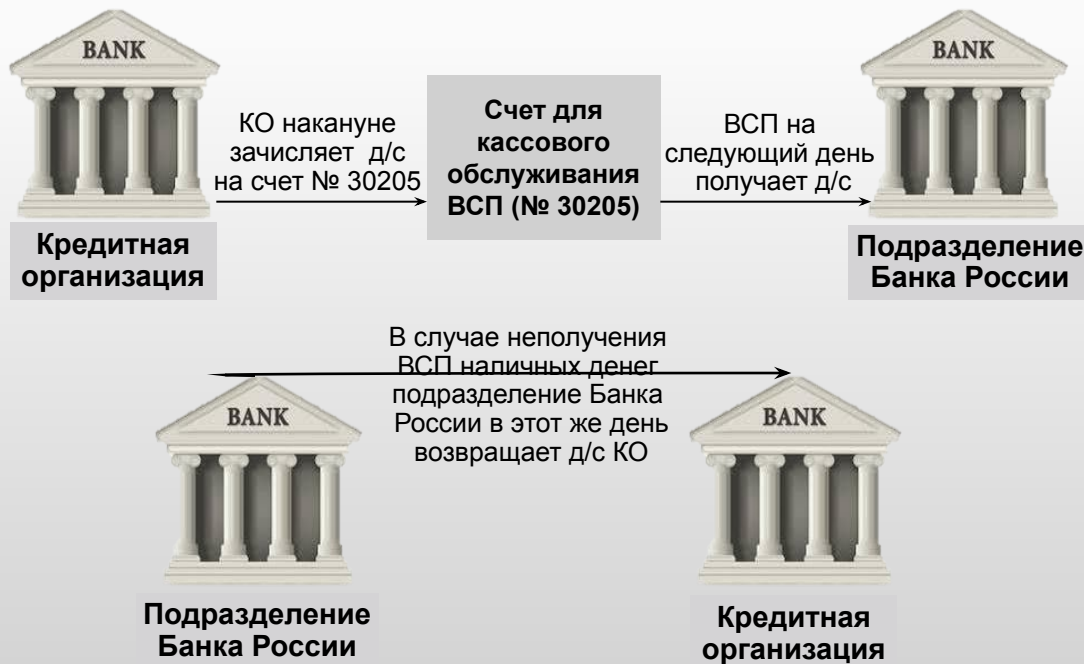 BANK
КО накануне
зачисляет д/с
на счет № 30205
Кредитная
организация
Счет для
кассового
обслуживания
ВСП (№ 30205)
ВСП на
следующий день
получает д/с
BANK
Подразделение
Банка России
В случае неполучения
ВСП наличных денег
подразделение Банка
России в этот же день
возвращает д/с КО
BANK
Подразделение
Банка России
BANK
Кредитная
организация